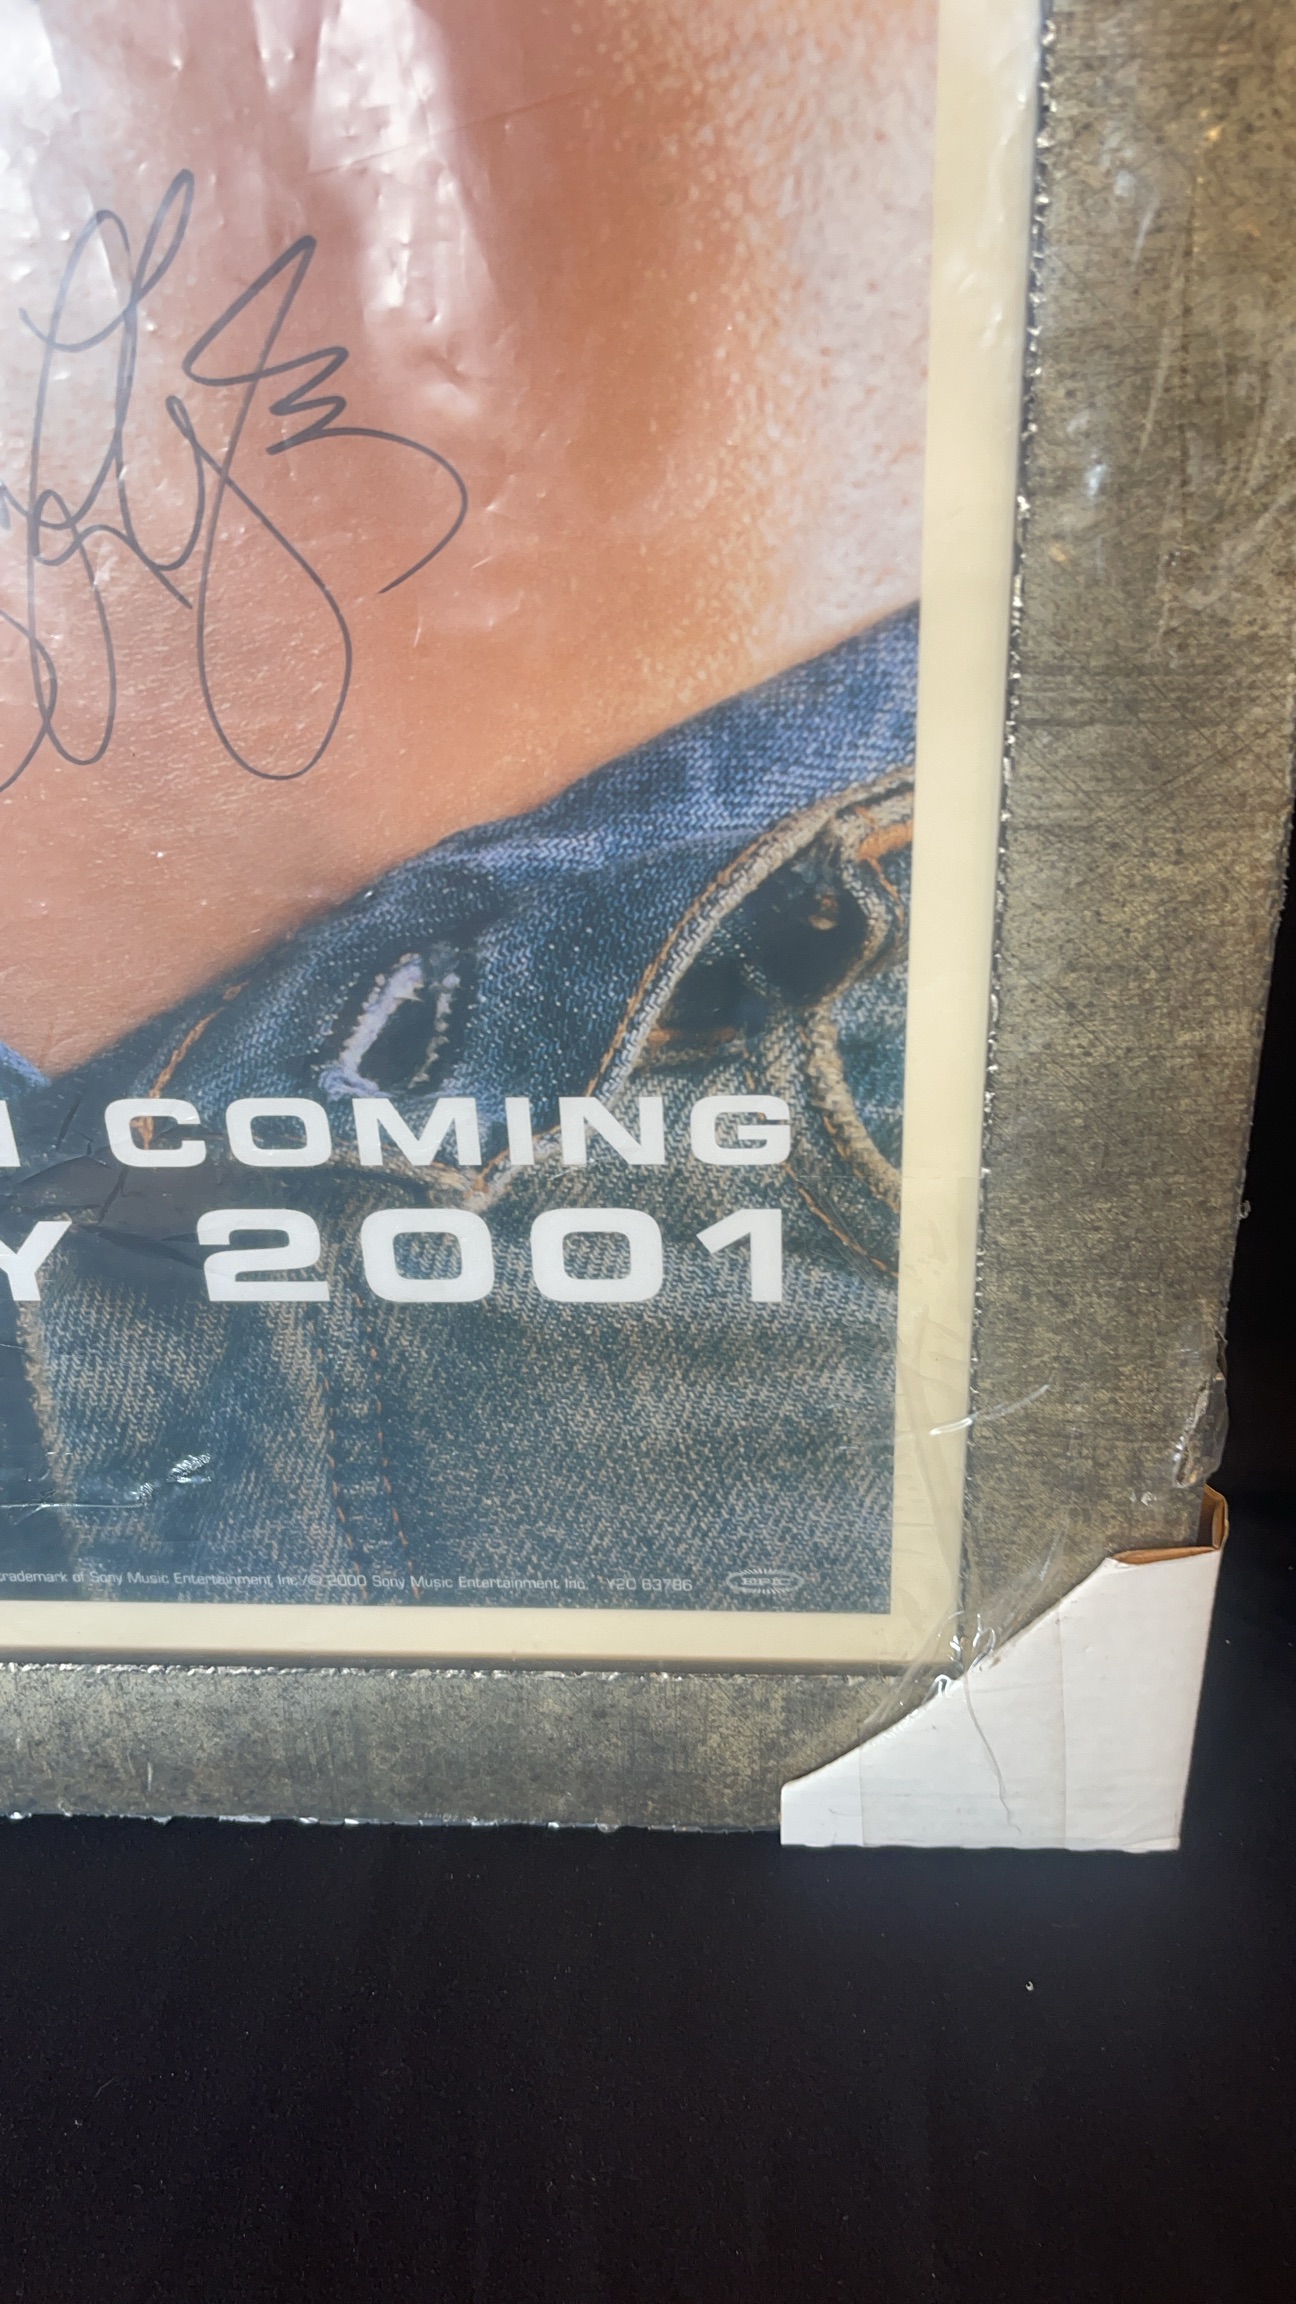 COMING
Y 2001
trademark of Sony Music Entertainment Inc./© 2000 Sony Music Entertainment Inc. Y2O 63786